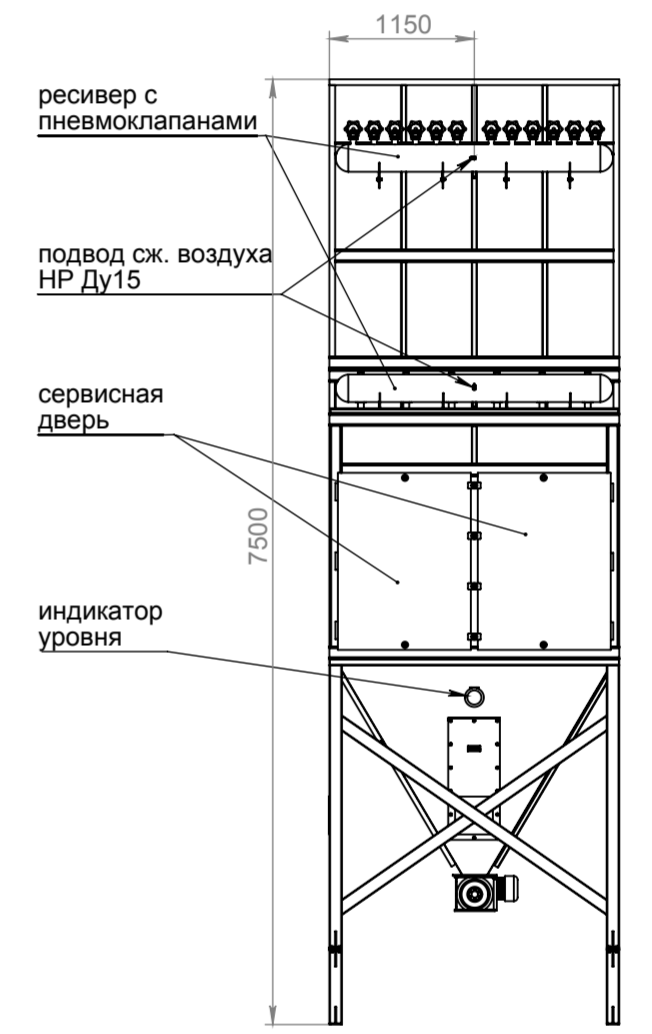 1150
ресивер с
пневмоклапанами
подвод сж. воздуха
НР Ду15
сервисная
дверь
7500
индикатор
уровня